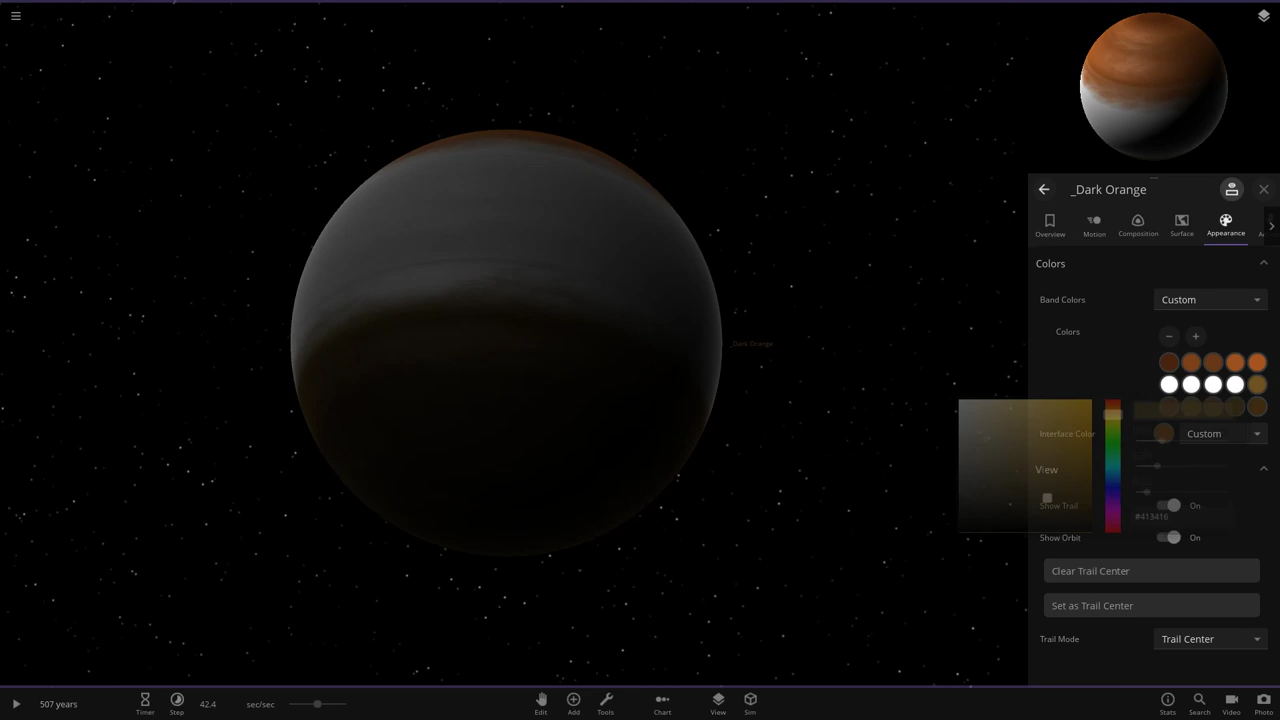 _Dark Orange
Overview
Motion
Composition
Surface
Appearance
Colors
Band Colors
Custom
Colors
− +
_Dark Orange
Interface Color
Custom
View
Show Trail
On
#413416
Show Orbit
On
Clear Trail Center
Set as Trail Center
Trail Mode
Trail Center
507 years
Timer
Step
42.4
sec/sec
Edit
Add
Tools
Chart
View
Sim
Stats
Search
Video
Photo